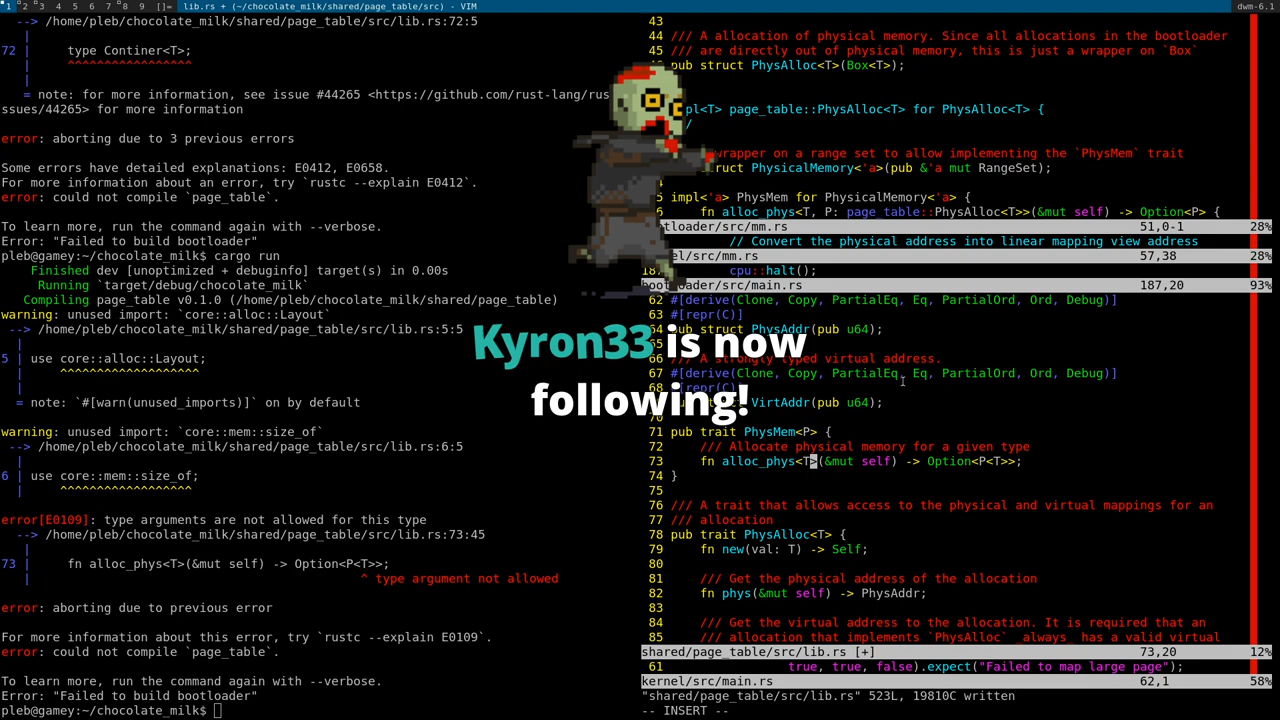 1 2 3 4 5 6 7 8 9 []= lib.rs + (~/chocolate_milk/shared/page_table/src) - VIM dwm-6.1
--> /home/pleb/chocolate_milk/shared/page_table/src/lib.rs:72:5
|
72 | type Continer<T>;
| ^^^^^^^^^^^^^^^^^
|
= note: for more information, see issue #44265 <https://github.com/rust-lang/rus
ssues/44265> for more information
error: aborting due to 3 previous errors
Some errors have detailed explanations: E0412, E0658.
For more information about an error, try `rustc --explain E0412`.
error: could not compile `page_table`.
To learn more, run the command again with --verbose.
Error: "Failed to build bootloader"
pleb@gamey:~/chocolate_milk$ cargo run
Finished dev [unoptimized + debuginfo] target(s) in 0.00s
Running `target/debug/chocolate_milk`
Compiling page_table v0.1.0 (/home/pleb/chocolate_milk/shared/page_table)
warning: unused import: `core::alloc::Layout`
--> /home/pleb/chocolate_milk/shared/page_table/src/lib.rs:5:5
|
5 | use core::alloc::Layout;
| ^^^^^^^^^^^^^^^^^^^
|
= note: `#[warn(unused_imports)]` on by default
warning: unused import: `core::mem::size_of`
--> /home/pleb/chocolate_milk/shared/page_table/src/lib.rs:6:5
|
6 | use core::mem::size_of;
| ^^^^^^^^^^^^^^^^^^
error[E0109]: type arguments are not allowed for this type
--> /home/pleb/chocolate_milk/shared/page_table/src/lib.rs:73:45
|
73 | fn alloc_phys<T>(&mut self) -> Option<P<T>>;
| ^ type argument not allowed
error: aborting due to previous error
For more information about this error, try `rustc --explain E0109`.
error: could not compile `page_table`.
To learn more, run the command again with --verbose.
Error: "Failed to build bootloader"
pleb@gamey:~/chocolate_milk$
43
44 /// A allocation of physical memory. Since all allocations in the bootloader
45 /// are directly out of physical memory, this is just a wrapper on `Box`
pub struct PhysAlloc<T>(Box<T>);
pl<T> page_table::PhysAlloc<T> for PhysAlloc<T> {
/
wrapper on a range set to allow implementing the `PhysMem` trait
ruct PhysicalMemory<'a>(pub &'a mut RangeSet);
impl<'a> PhysMem for PhysicalMemory<'a> {
fn alloc_phys<T, P: page_table::PhysAlloc<T>>(&mut self) -> Option<P> {
tloader/src/mm.rs 51,0-1 28%
// Convert the physical address into linear mapping view address
el/src/mm.rs 57,38 28%
187 cpu::halt();
bootloader/src/main.rs 187,20 93%
62 #[derive(Clone, Copy, PartialEq, Eq, PartialOrd, Ord, Debug)]
63 #[repr(C)]
64 pub struct PhysAddr(pub u64);
65
66 /// A strongly typed virtual address.
67 #[derive(Clone, Copy, PartialEq, Eq, PartialOrd, Ord, Debug)]
68 #[repr(C)]
VirtAddr(pub u64);
70
71 pub trait PhysMem<P> {
72 /// Allocate physical memory for a given type
73 fn alloc_phys<T>(&mut self) -> Option<P<T>>;
74 }
75
76 /// A trait that allows access to the physical and virtual mappings for an
77 /// allocation
78 pub trait PhysAlloc<T> {
79 fn new(val: T) -> Self;
80
81 /// Get the physical address of the allocation
82 fn phys(&mut self) -> PhysAddr;
83
84 /// Get the virtual address to the allocation. It is required that an
85 /// allocation that implements `PhysAlloc` _always_ has a valid virtual
shared/page_table/src/lib.rs [+] 73,20 12%
61 true, true, false).expect("Failed to map large page");
kernel/src/main.rs 62,1 58%
"shared/page_table/src/lib.rs" 523L, 19810C written
-- INSERT --
Kyron33 is now
following!